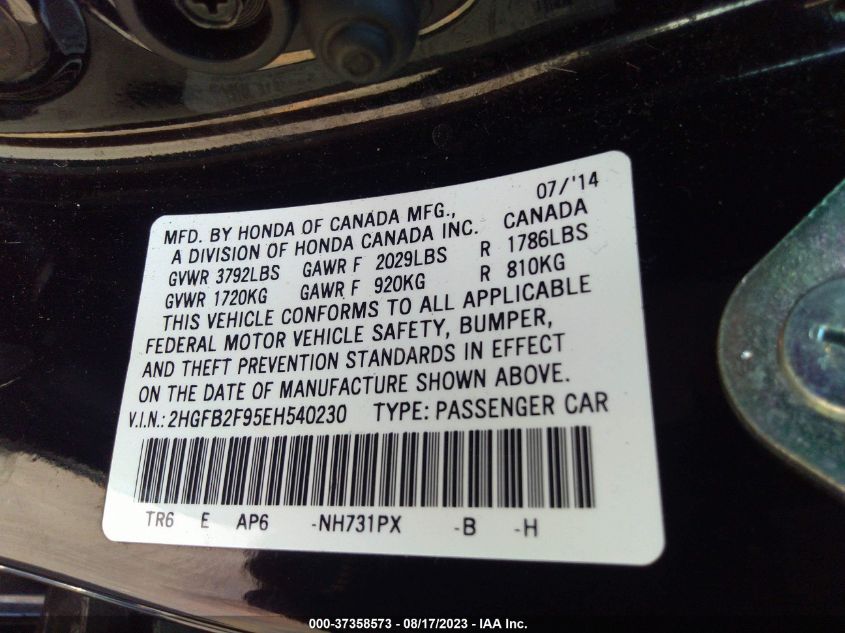 07/'14
MFD. BY HONDA OF CANADA MFG.,
A DIVISION OF HONDA CANADA INC. CANADA
GVWR 3792LBS GAWR F 2029LBS R 1786LBS
GVWR 1720KG GAWR F 920KG R 810KG
THIS VEHICLE CONFORMS TO ALL APPLICABLE
FEDERAL MOTOR VEHICLE SAFETY, BUMPER,
AND THEFT PREVENTION STANDARDS IN EFFECT
ON THE DATE OF MANUFACTURE SHOWN ABOVE.
V.I.N.: 2HGFB2F95EH540230 TYPE: PASSENGER CAR
TR6 E AP6 -NH731PX -B -H
000-37358573 - 08/17/2023 - IAA Inc.